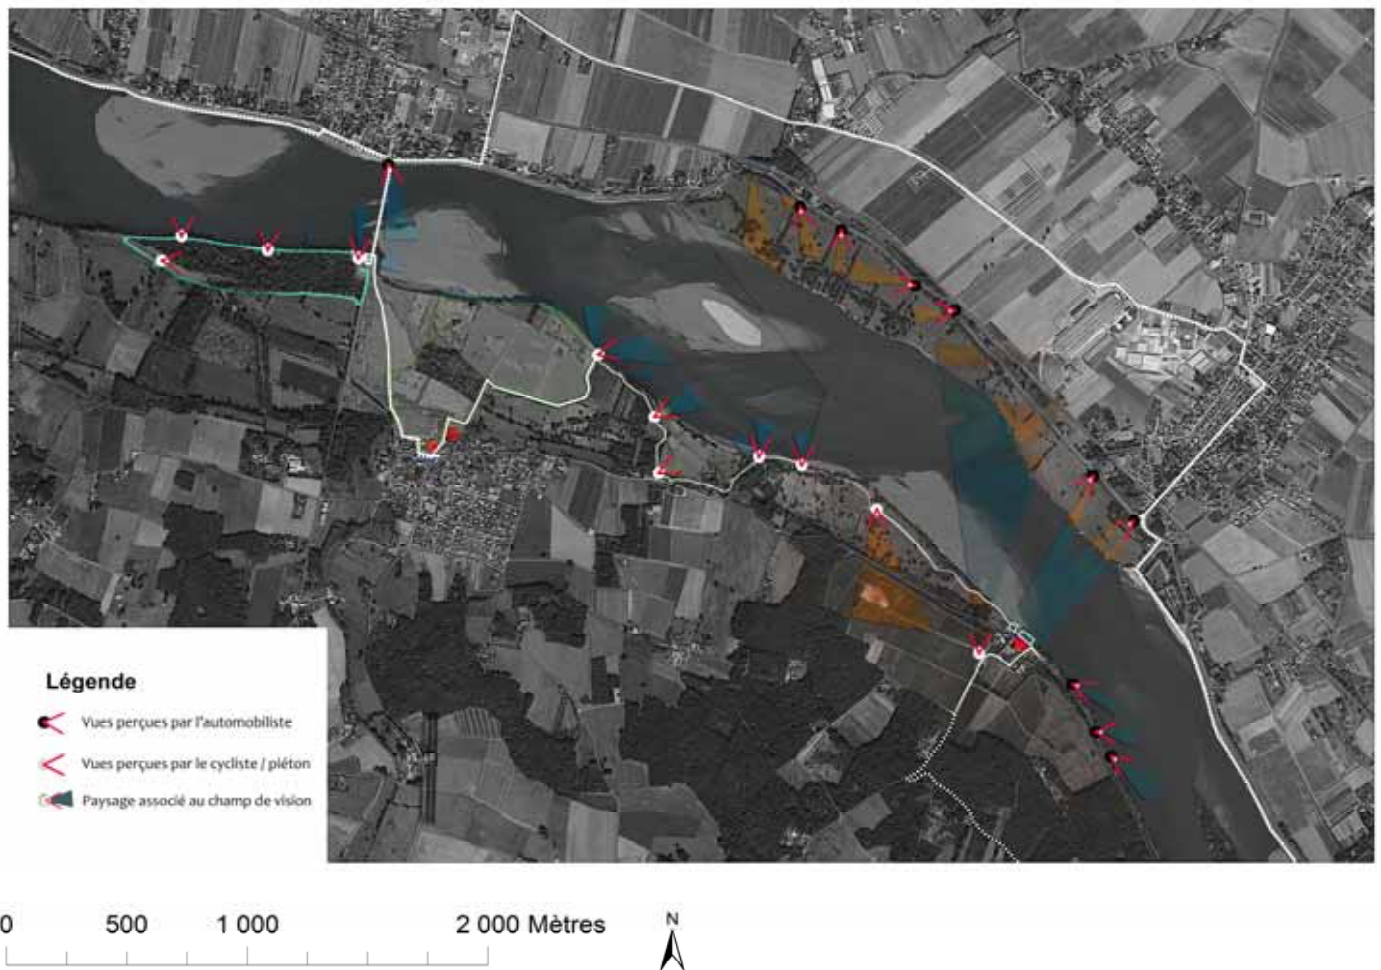 Légende
Vues perçues par l'automobiliste
Vues perçues par le cycliste / piéton
Paysage associé au champ de vision
0 500 1 000 2 000 Mètres
N